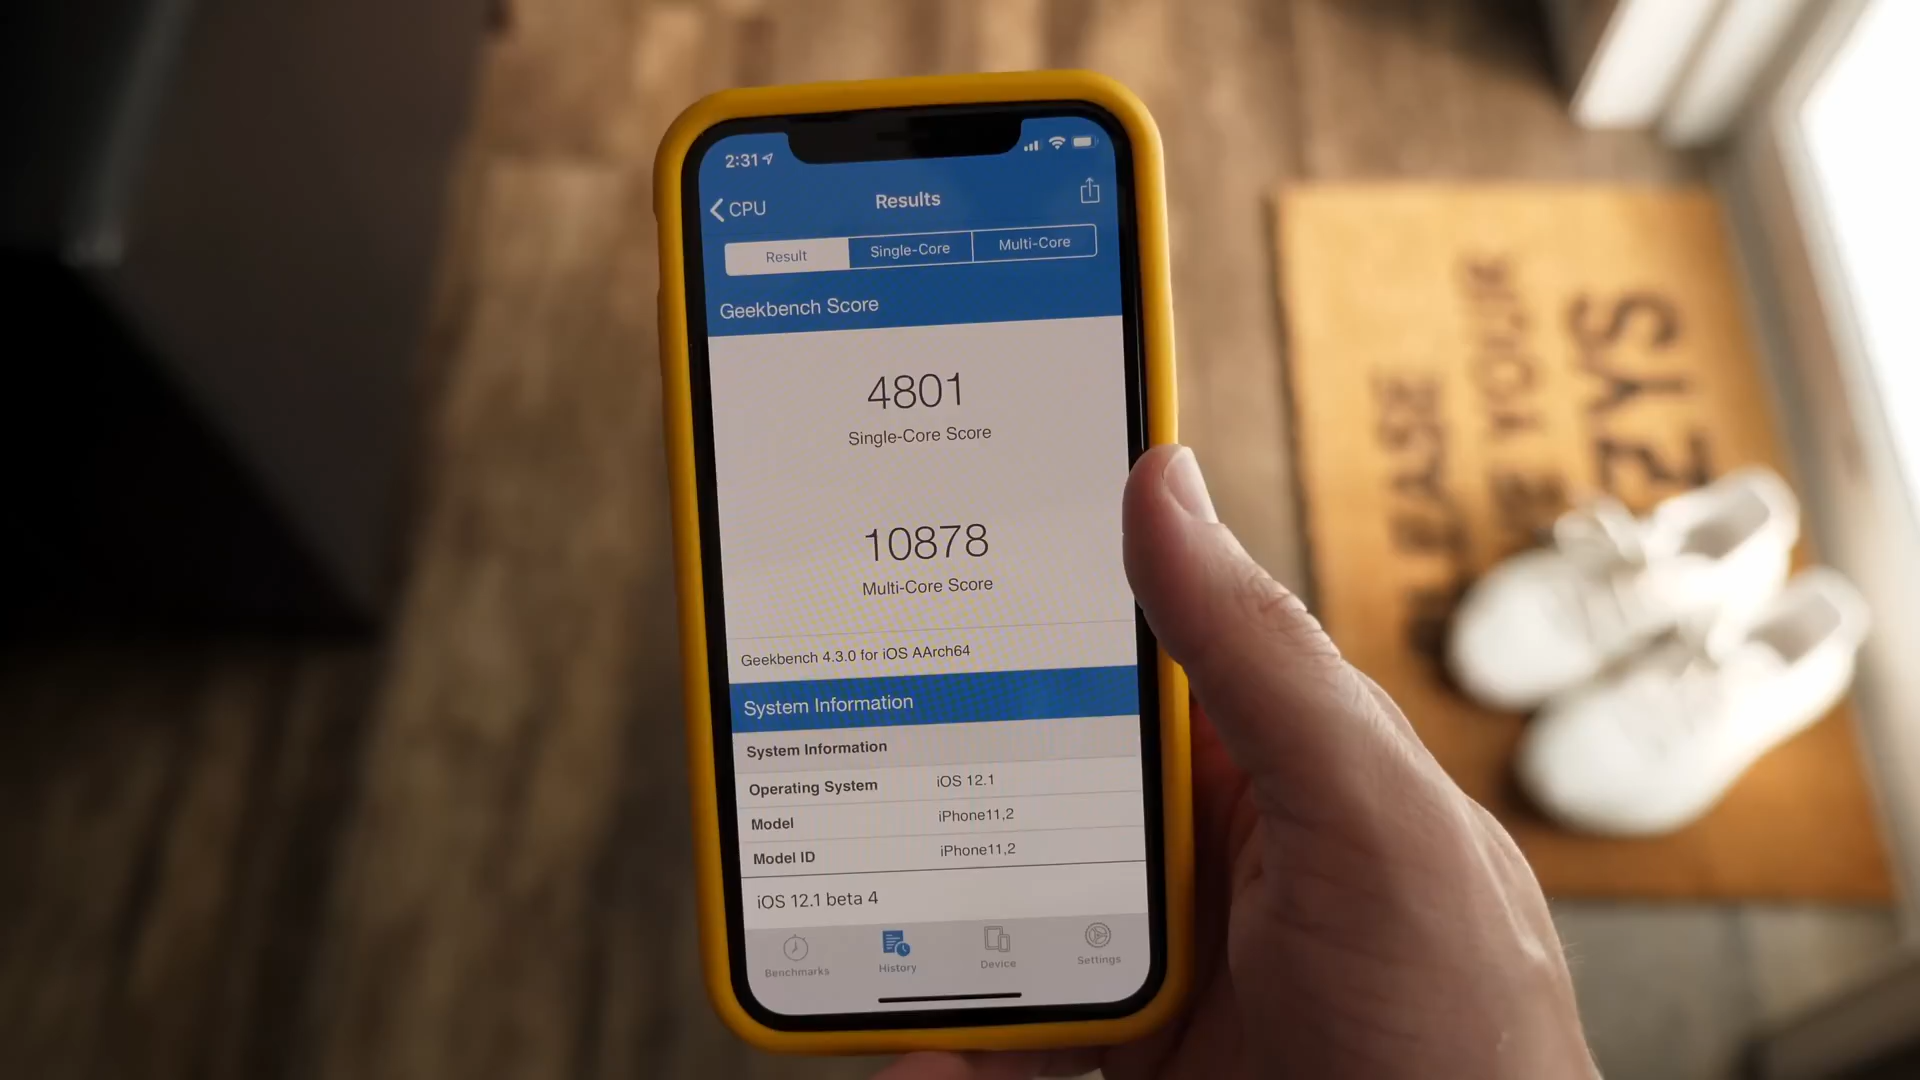 2:31
CPU
Results
Result
Single-Core
Multi-Core
Geekbench Score
4801
Single-Core Score
10878
Multi-Core Score
Geekbench 4.3.0 for iOS AArch64
System Information
System Information
Operating System iOS 12.1
Model iPhone11,2
Model ID iPhone11,2
iOS 12.1 beta 4
Benchmarks
History
Device
Settings
YOUR